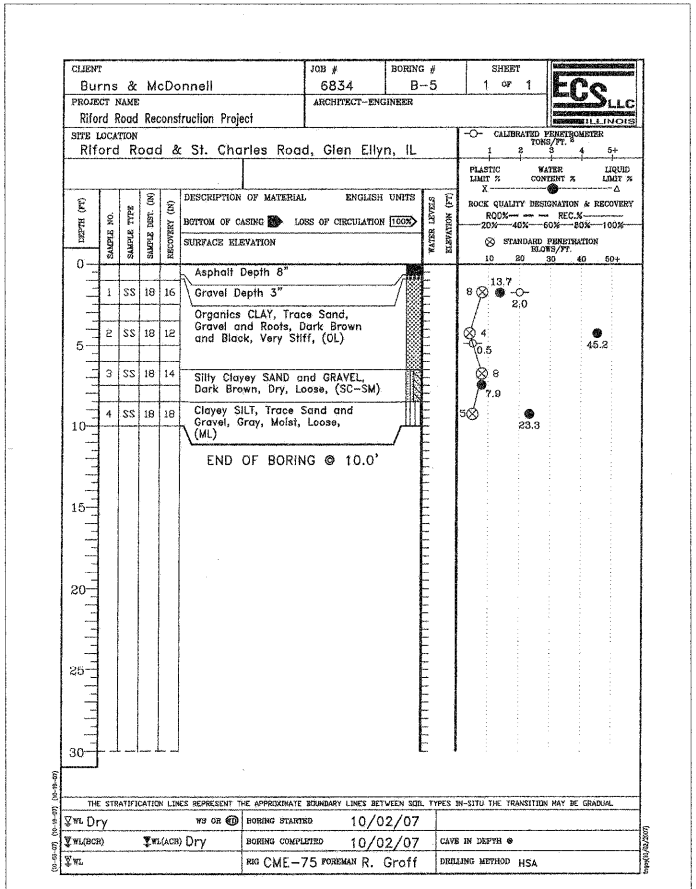 CLIENT JOB # BORING # SHEET
Burns & McDonnell 6834 B-5 1 OF 1
ECS LLC
ILLINOIS
PROJECT NAME ARCHITECT-ENGINEER
Riford Road Reconstruction Project
SITE LOCATION
Riford Road & St. Charles Road, Glen Ellyn, IL
-O- CALIBRATED PENETROMETER
TONS/FT. 2
1 2 3 4 5+
PLASTIC WATER LIQUID
LIMIT % CONTENT % LIMIT %
X Δ
ROCK QUALITY DESIGNATION & RECOVERY
RQD% REC.%
20% 40% 60% 80% 100%
⊗ STANDARD PENETRATION
BLOWS/FT.
10 20 30 40 50+
DEPTH (FT)
SAMPLE NO.
SAMPLE TYPE
SAMPLE DIST. (IN)
RECOVERY (IN)
DESCRIPTION OF MATERIAL ENGLISH UNITS
BOTTOM OF CASING LOSS OF CIRCULATION 100%
SURFACE ELEVATION
WATER LEVELS
ELEVATION (FT)
0
Asphalt Depth 8"
1 SS 18 16 Gravel Depth 3"
8 13.7 2.0
Organics CLAY, Trace Sand,
Gravel and Roots, Dark Brown
and Black, Very Stiff, (OL)
2 SS 18 12
4 45.2
5
0.5
3 SS 18 14
8
Silty Clayey SAND and GRAVEL,
Dark Brown, Dry, Loose, (SC-SM)
7.9
4 SS 18 18
Clayey SILT, Trace Sand and
Gravel, Gray, Moist, Loose,
(ML)
5 23.3
10
END OF BORING @ 10.0'
15
20
25
30
THE STRATIFICATION LINES REPRESENT THE APPROXIMATE BOUNDARY LINES BETWEEN SOIL TYPES IN-SITU THE TRANSITION MAY BE GRADUAL
WL Dry WS OR WD BORING STARTED 10/02/07
WL(BCR) WL(ACR) Dry BORING COMPLETED 10/02/07 CAVE IN DEPTH @
WL RIG CME-75 FOREMAN R. Groff DRILLING METHOD HSA